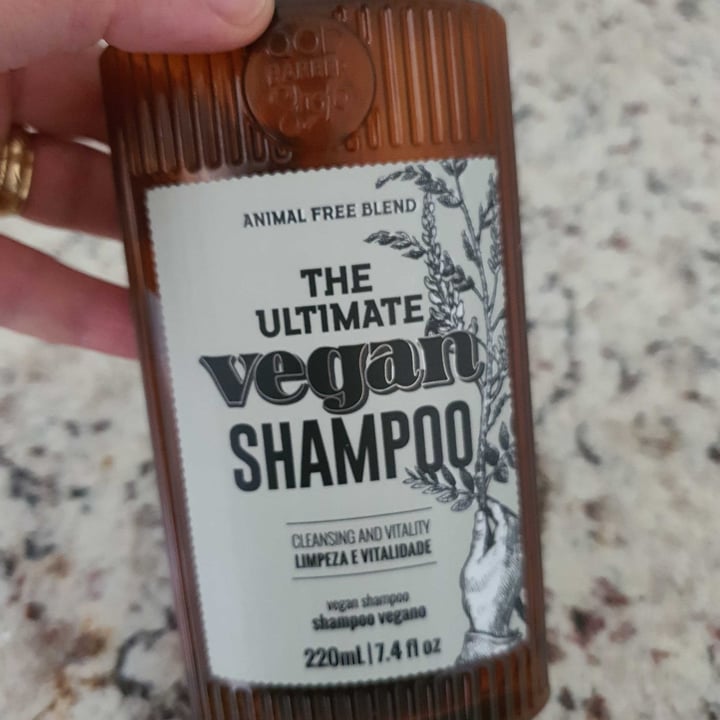 BARBER
Shop
ANIMAL FREE BLEND
THE
ULTIMATE
vegan
SHAMPOO
CLEANSING AND VITALITY
LIMPEZA E VITALIDADE
vegan shampoo
shampoo vegano
220mL | 7.4 fl oz